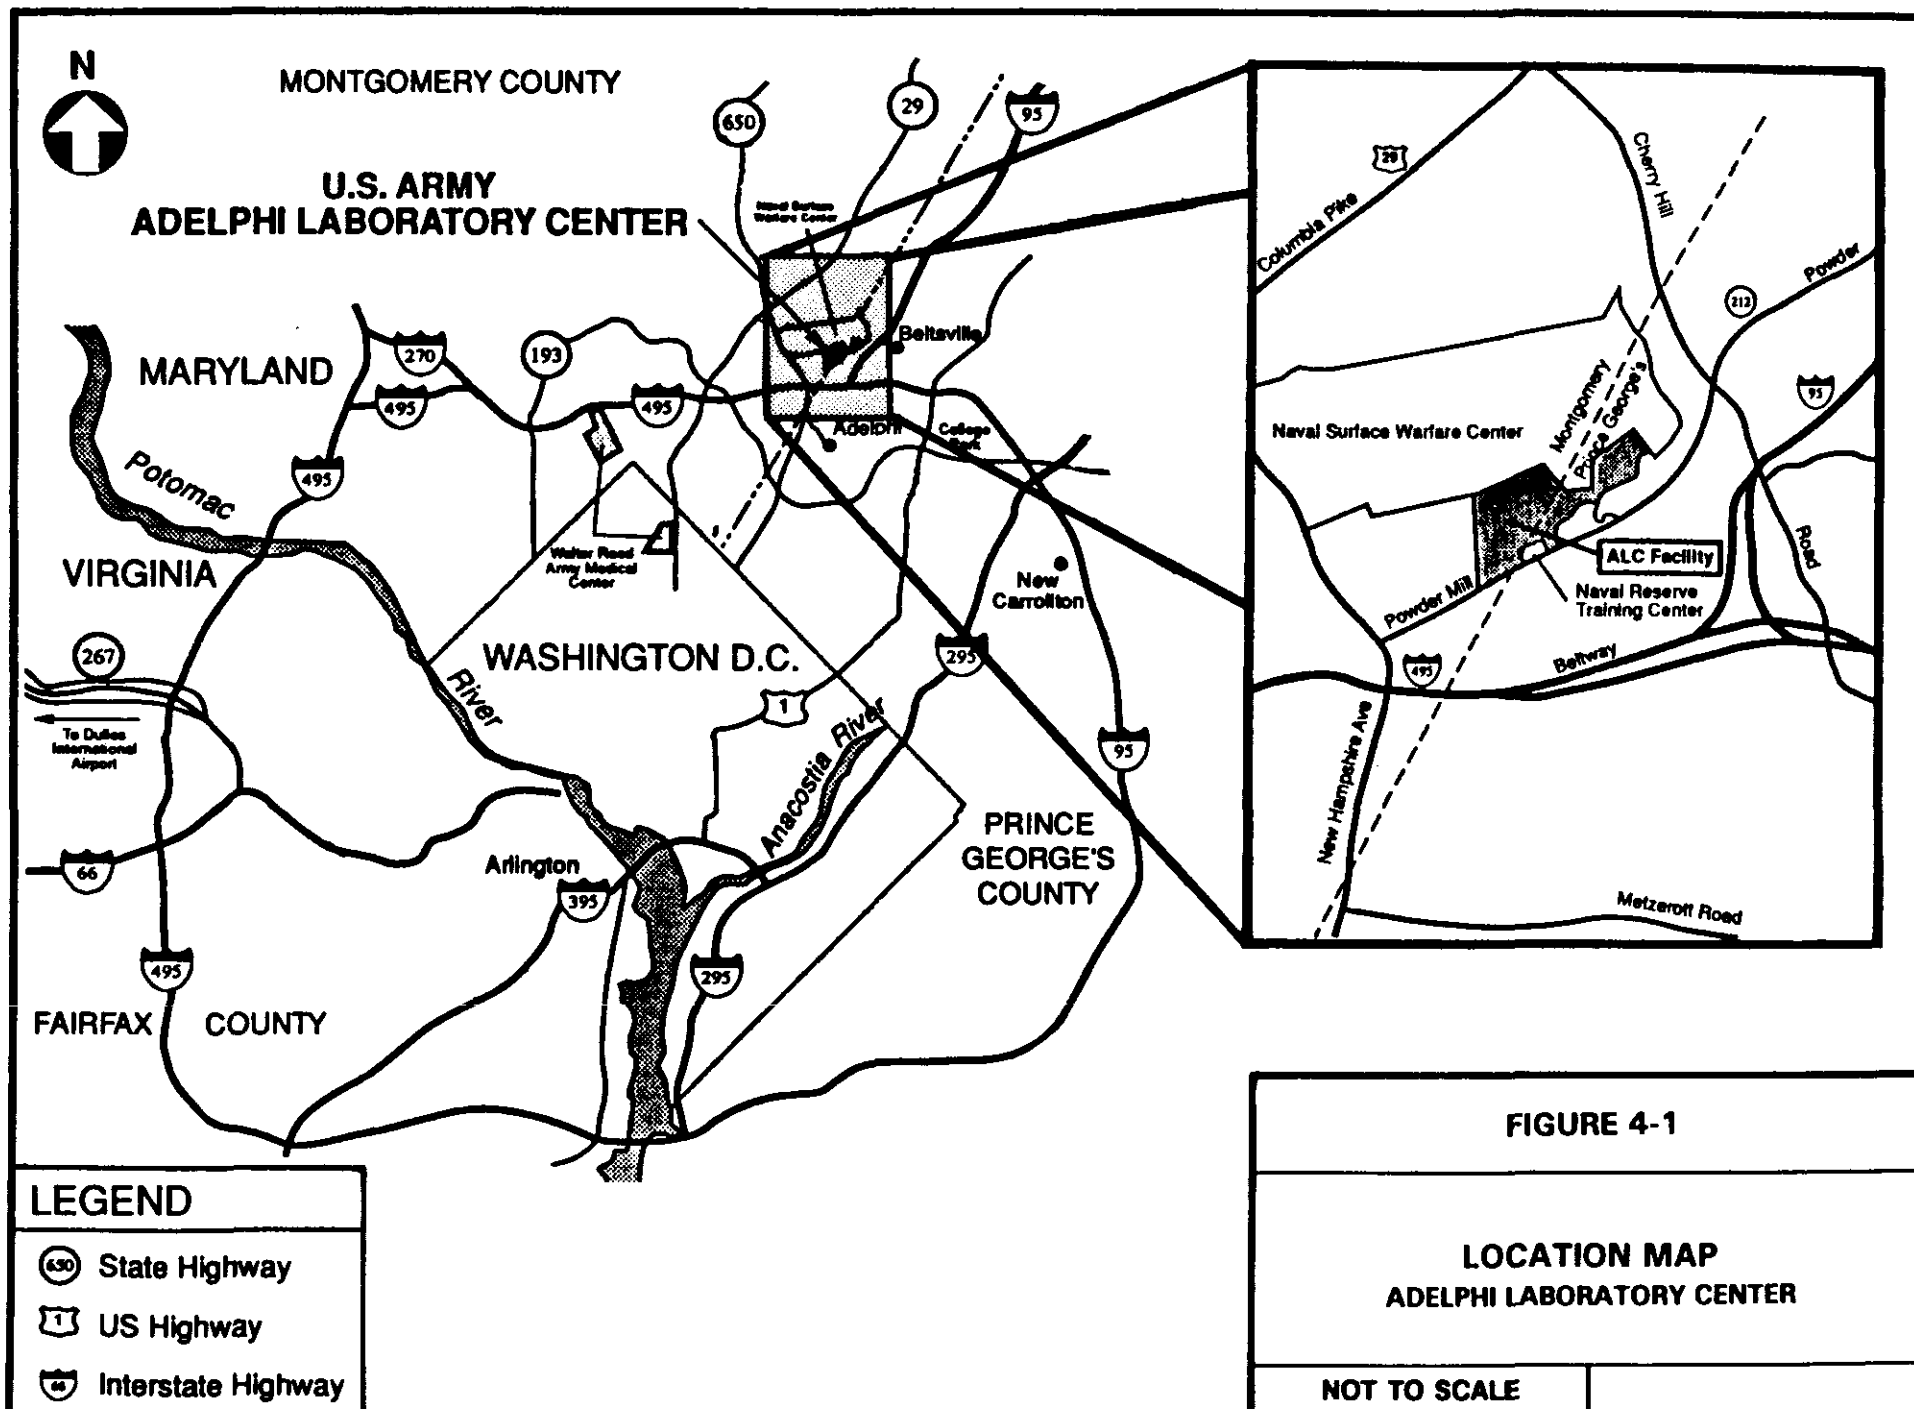 N
MONTGOMERY COUNTY
650
29
95
U.S. ARMY
ADELPHI LABORATORY CENTER
Naval Surface
Warfare Center
MARYLAND
270
193
495
495
495
Beltsville
Adelphi
College
Park
Potomac
River
VIRGINIA
Walter Reed
Army Medical
Center
New
Carrollton
267
WASHINGTON D.C.
295
To Dulles
International
Airport
1
Anacostia River
95
PRINCE
GEORGE'S
COUNTY
66
Arlington
395
495
295
FAIRFAX COUNTY
29
Columbia Pike
Cherry Hill
Road
Powder
212
95
Montgomery
Prince George's
Naval Surface Warfare Center
ALC Facility
Naval Reserve
Training Center
Powder Mill
Beltway
495
New Hampshire Ave
Metzerott Road
LEGEND
650 State Highway
1 US Highway
66 Interstate Highway
FIGURE 4-1
LOCATION MAP
ADELPHI LABORATORY CENTER
NOT TO SCALE